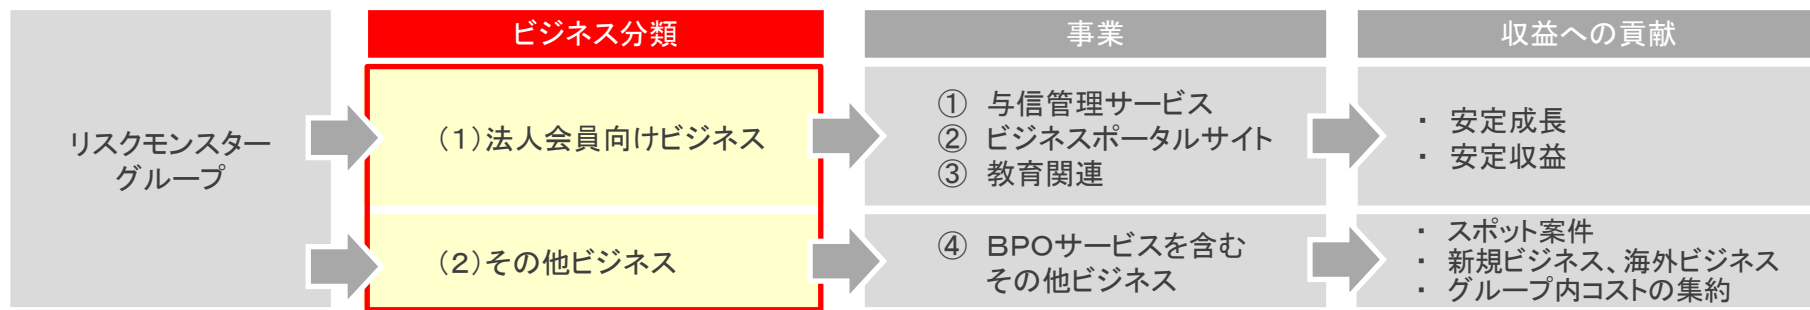 ビジネス分類
事業
収益への貢献
リスクモンスター
グループ
(1)法人会員向けビジネス
① 与信管理サービス
② ビジネスポータルサイト
③ 教育関連
・ 安定成長
・ 安定収益
(2)その他ビジネス
④ BPOサービスを含む
その他ビジネス
・ スポット案件
・ 新規ビジネス、海外ビジネス
・ グループ内コストの集約